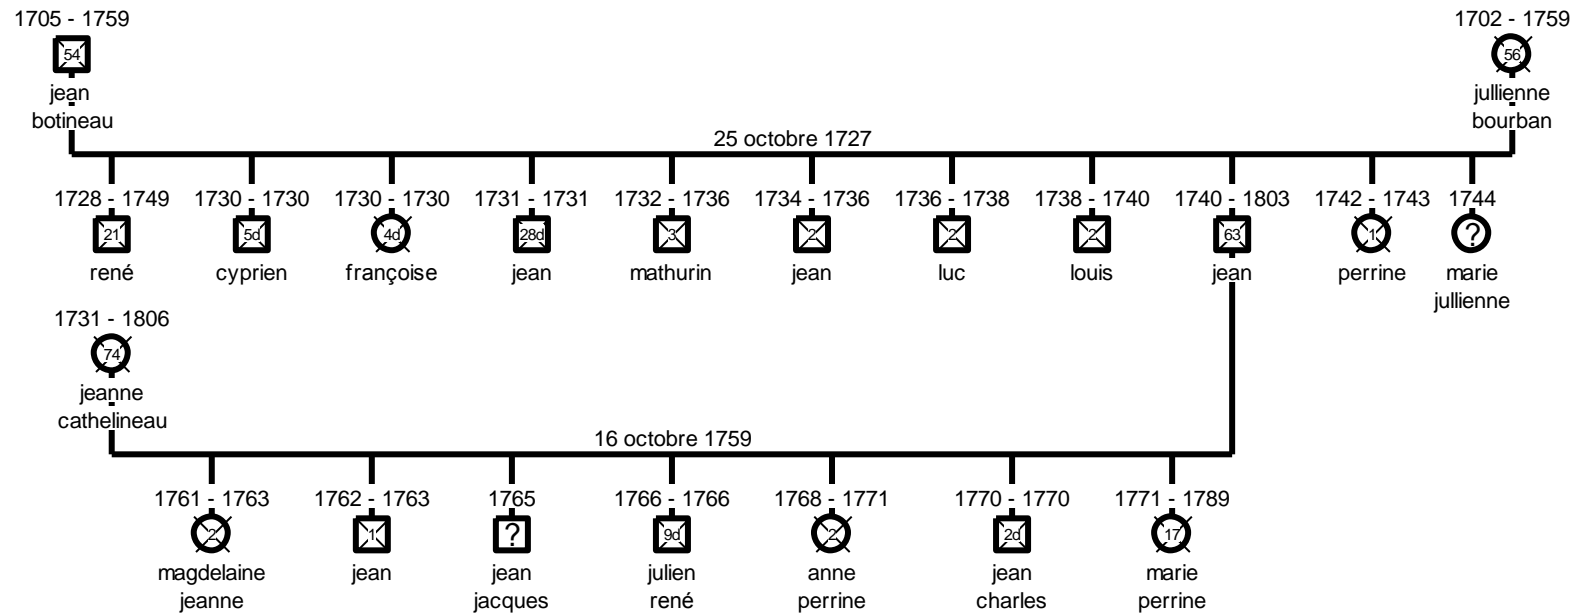 1705 - 1759
1702 - 1759
54
56
jean
botineau
jullienne
bourban
25 octobre 1727
1728 - 1749
1730 - 1730
1730 - 1730
1731 - 1731
1732 - 1736
1734 - 1736
1736 - 1738
1738 - 1740
1740 - 1803
1742 - 1743
1744
21
5d
4d
28d
3
2
2
2
63
1
?
rené
cyprien
françoise
jean
mathurin
jean
luc
louis
jean
perrine
marie
jullienne
1731 - 1806
74
jeanne
cathelineau
16 octobre 1759
1761 - 1763
1762 - 1763
1765
1766 - 1766
1768 - 1771
1770 - 1770
1771 - 1789
2
1
?
9d
2
2d
17
magdelaine
jeanne
jean
jean
jacques
julien
rené
anne
perrine
jean
charles
marie
perrine